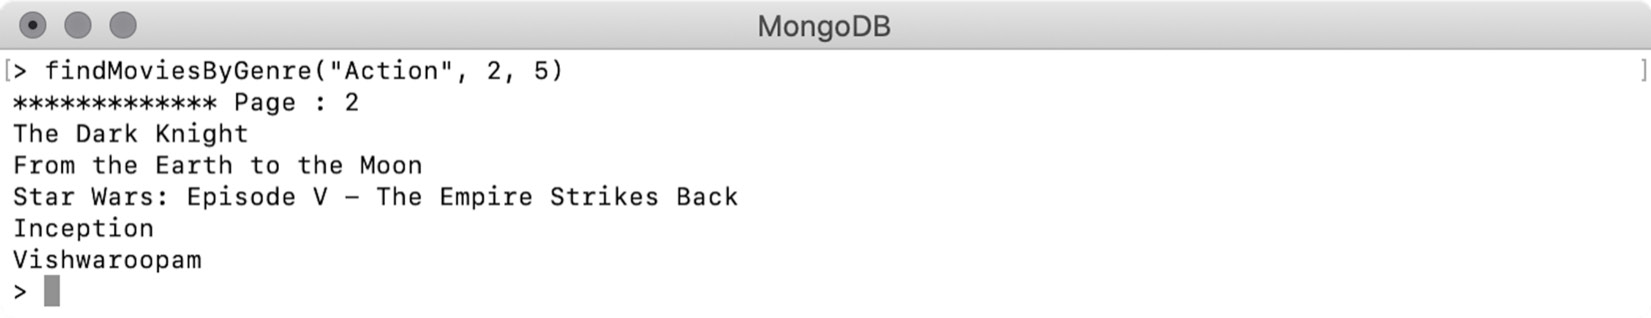 MongoDB
[> findMoviesByGenre("Action", 2, 5) ]
************* Page : 2
The Dark Knight
From the Earth to the Moon
Star Wars: Episode V – The Empire Strikes Back
Inception
Vishwaroopam
>